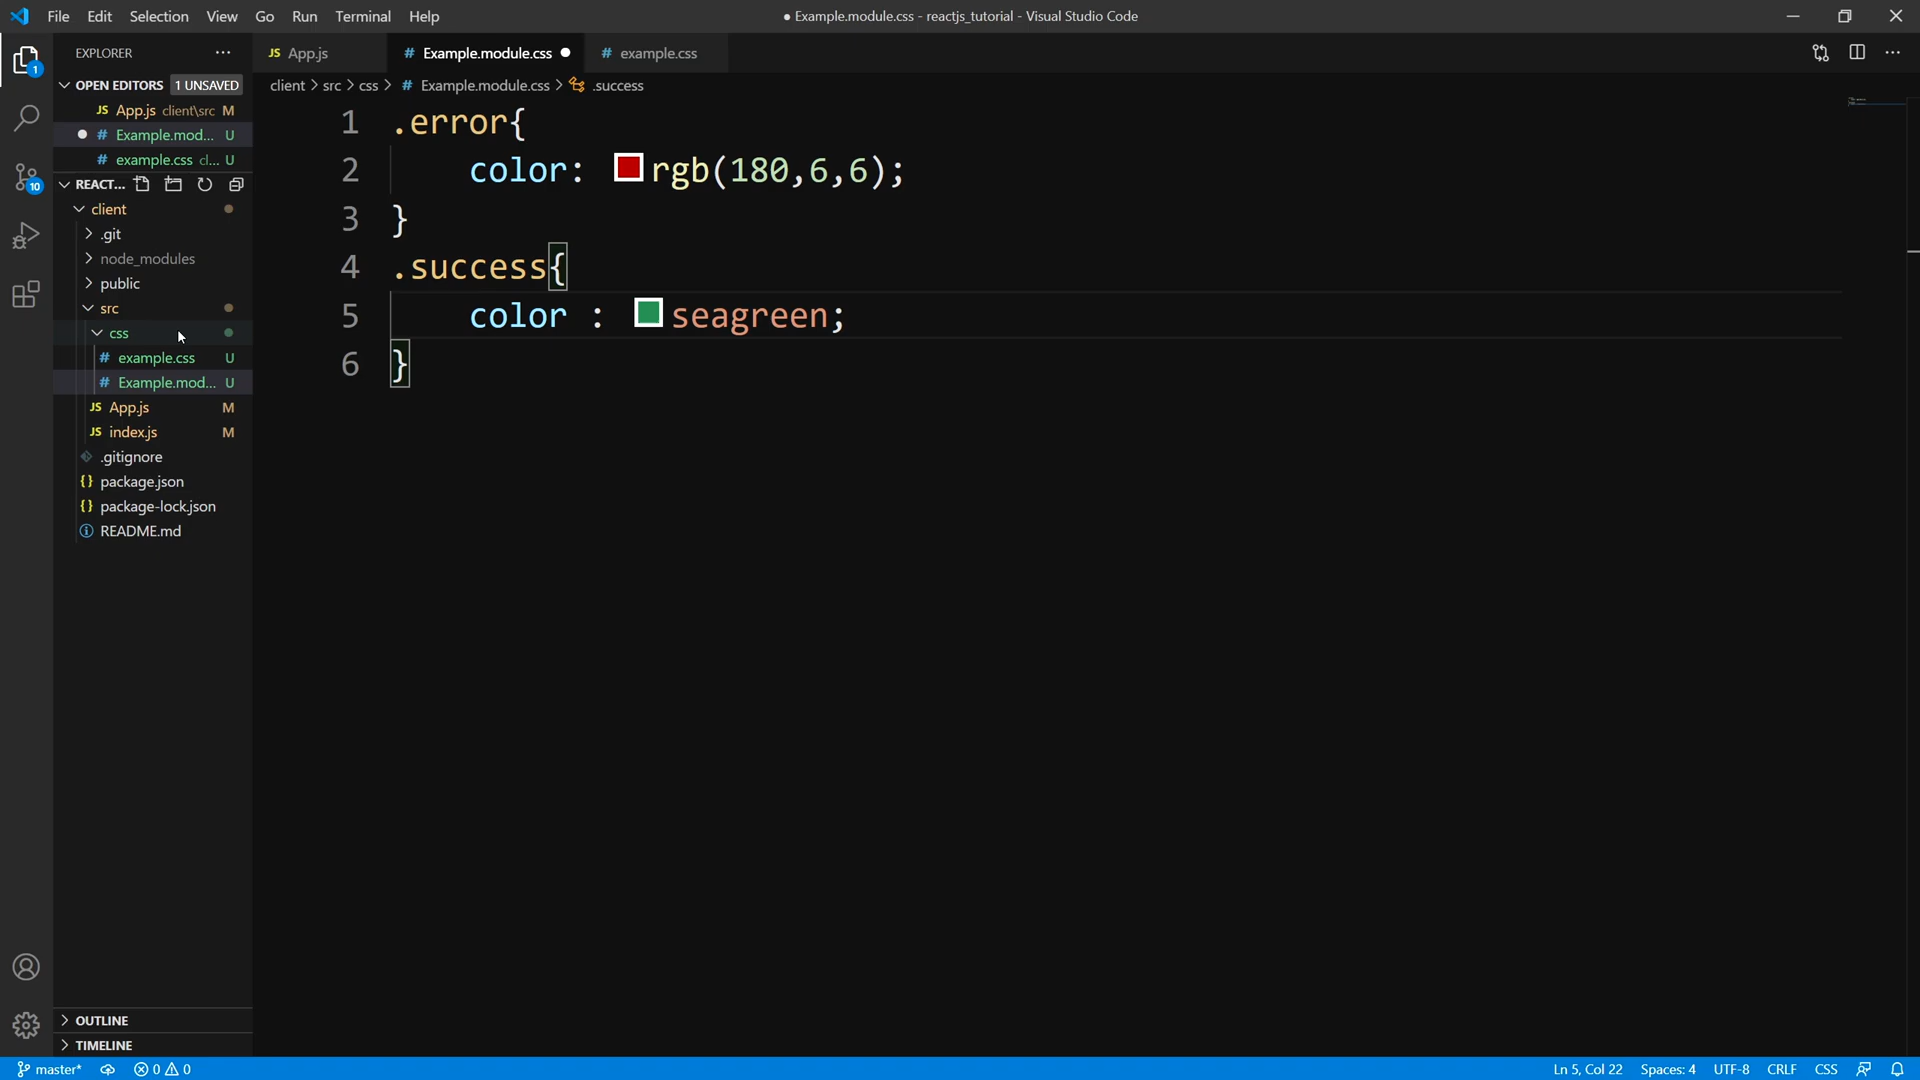 File Edit Selection View Go Run Terminal Help
● Example.module.css - reactjs_tutorial - Visual Studio Code
EXPLORER
JS App.js
# Example.module.css
# example.css
OPEN EDITORS 1 UNSAVED
client > src > css > # Example.module.css > .success
JS App.js client\src M
# Example.mod... U
# example.css cl... U
REACT...
client
.git
node_modules
public
src
css
# example.css U
# Example.mod... U
JS App.js M
JS index.js M
.gitignore
{} package.json
{} package-lock.json
README.md
1
10
1 .error{
2 color: rgb(180,6,6);
3 }
4 .success{
5 color : seagreen;
6 }
OUTLINE
TIMELINE
master* 0 0 Ln 5, Col 22 Spaces: 4 UTF-8 CRLF CSS